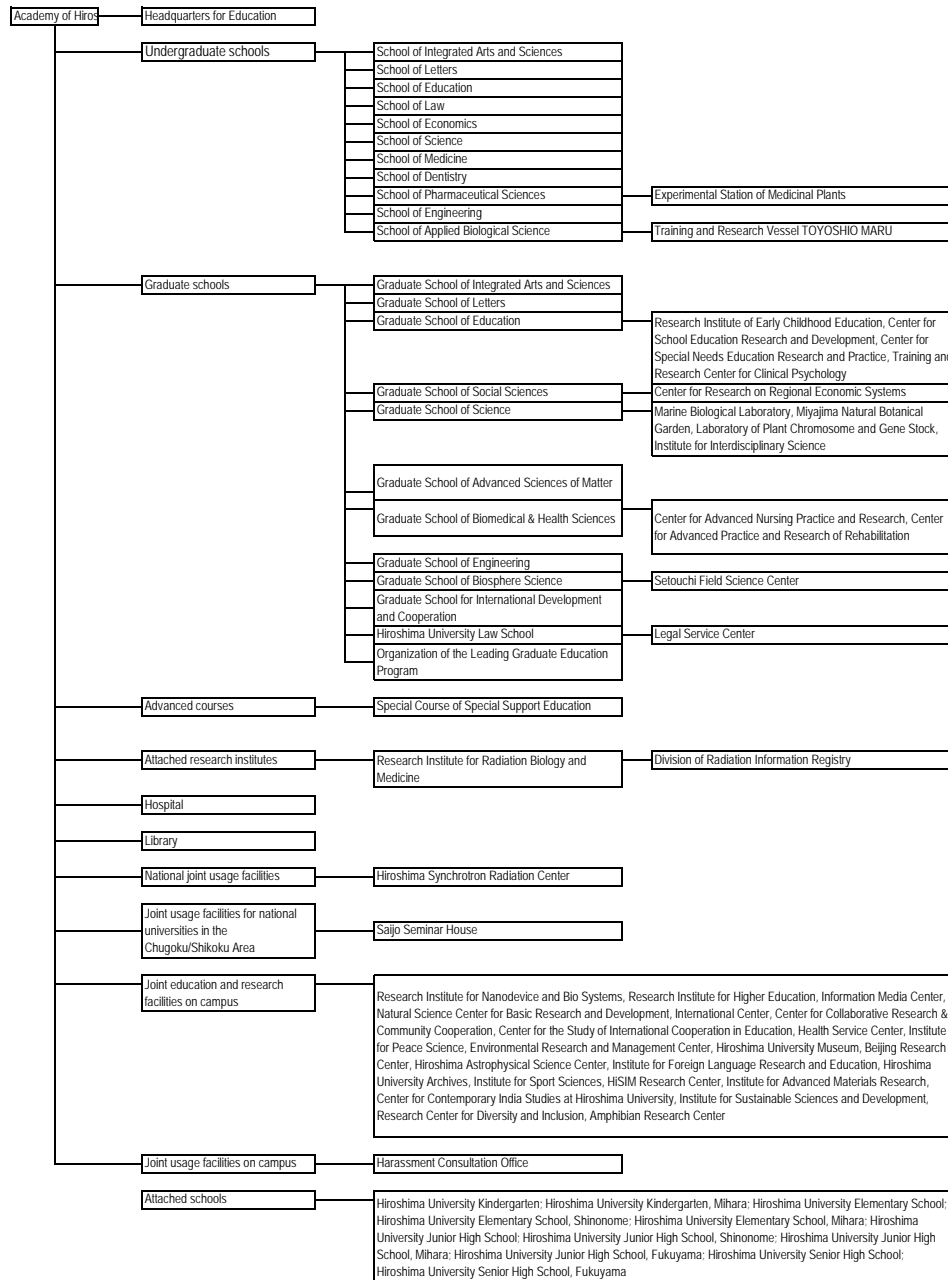 Academy of Hiros
Headquarters for Education
Undergraduate schools
School of Integrated Arts and Sciences
School of Letters
School of Education
School of Law
School of Economics
School of Science
School of Medicine
School of Dentistry
School of Pharmaceutical Sciences
Experimental Station of Medicinal Plants
School of Engineering
School of Applied Biological Science
Training and Research Vessel TOYOSHIO MARU
Graduate schools
Graduate School of Integrated Arts and Sciences
Graduate School of Letters
Graduate School of Education
Research Institute of Early Childhood Education, Center for
School Education Research and Development, Center for
Special Needs Education Research and Practice, Training and
Research Center for Clinical Psychology
Graduate School of Social Sciences
Center for Research on Regional Economic Systems
Graduate School of Science
Marine Biological Laboratory, Miyajima Natural Botanical
Garden, Laboratory of Plant Chromosome and Gene Stock,
Institute for Interdisciplinary Science
Graduate School of Advanced Sciences of Matter
Graduate School of Biomedical & Health Sciences
Center for Advanced Nursing Practice and Research, Center
for Advanced Practice and Research of Rehabilitation
Graduate School of Engineering
Graduate School of Biosphere Science
Setouchi Field Science Center
Graduate School for International Development
and Cooperation
Hiroshima University Law School
Legal Service Center
Organization of the Leading Graduate Education
Program
Advanced courses
Special Course of Special Support Education
Attached research institutes
Research Institute for Radiation Biology and
Medicine
Division of Radiation Information Registry
Hospital
Library
National joint usage facilities
Hiroshima Synchrotron Radiation Center
Joint usage facilities for national
universities in the
Chugoku/Shikoku Area
Saijo Seminar House
Joint education and research
facilities on campus
Research Institute for Nanodevice and Bio Systems, Research Institute for Higher Education, Information Media Center,
Natural Science Center for Basic Research and Development, International Center, Center for Collaborative Research &
Community Cooperation, Center for the Study of International Cooperation in Education, Health Service Center, Institute
for Peace Science, Environmental Research and Management Center, Hiroshima University Museum, Beijing Research
Center, Hiroshima Astrophysical Science Center, Institute for Foreign Language Research and Education, Hiroshima
University Archives, Institute for Sport Sciences, HiSIM Research Center, Institute for Advanced Materials Research,
Center for Contemporary India Studies at Hiroshima University, Institute for Sustainable Sciences and Development,
Research Center for Diversity and Inclusion, Amphibian Research Center
Joint usage facilities on campus
Harassment Consultation Office
Attached schools
Hiroshima University Kindergarten; Hiroshima University Kindergarten, Mihara; Hiroshima University Elementary School;
Hiroshima University Elementary School, Shinonome; Hiroshima University Elementary School, Mihara; Hiroshima
University Junior High School; Hiroshima University Junior High School, Shinonome; Hiroshima University Junior High
School, Mihara; Hiroshima University Junior High School, Fukuyama; Hiroshima University Senior High School;
Hiroshima University Senior High School, Fukuyama